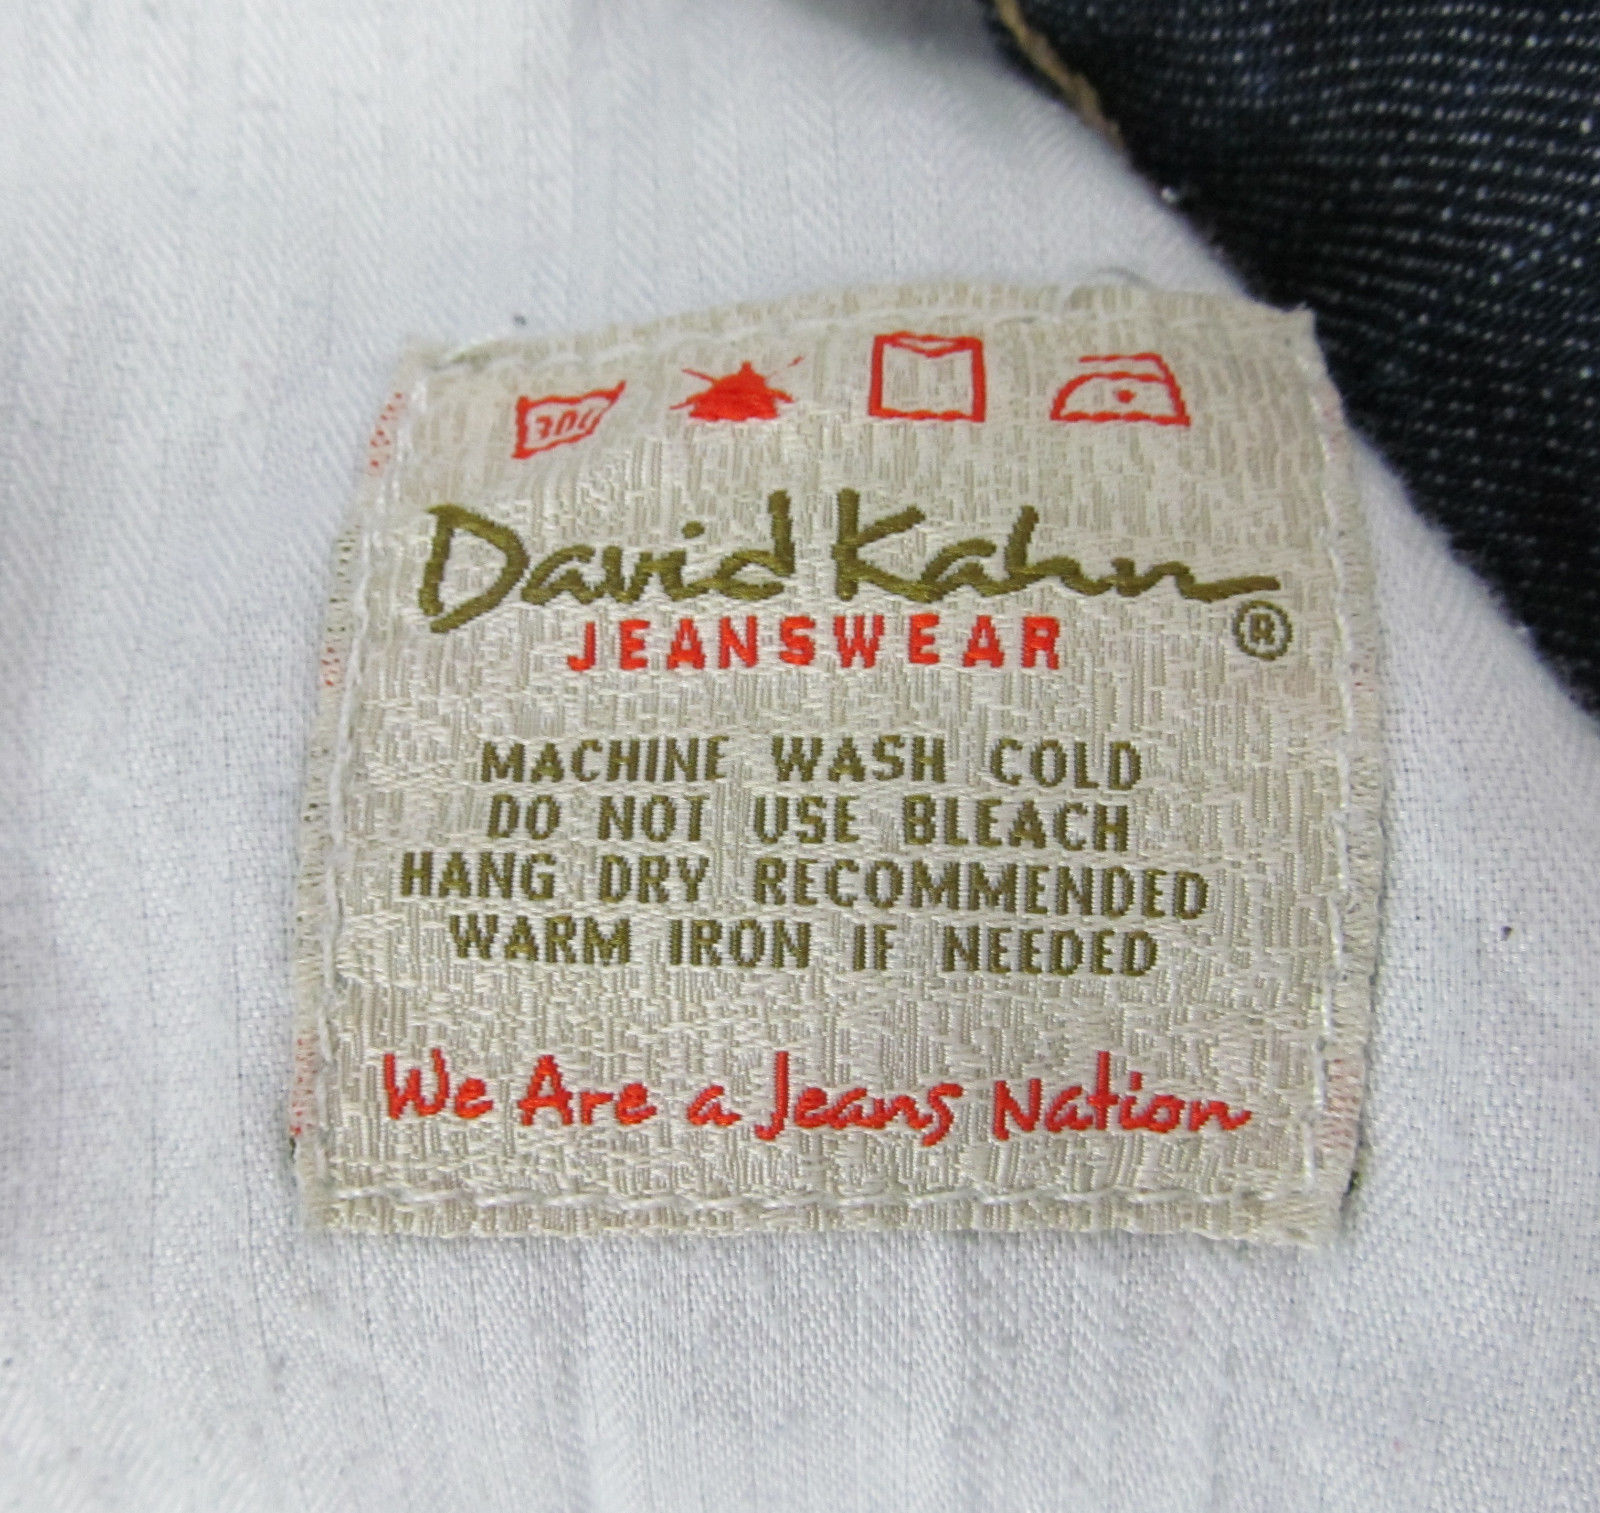 David Kahn®
JEANSWEAR
MACHINE WASH COLD
DO NOT USE BLEACH
HANG DRY RECOMMENDED
WARM IRON IF NEEDED
We Are a Jeans Nation